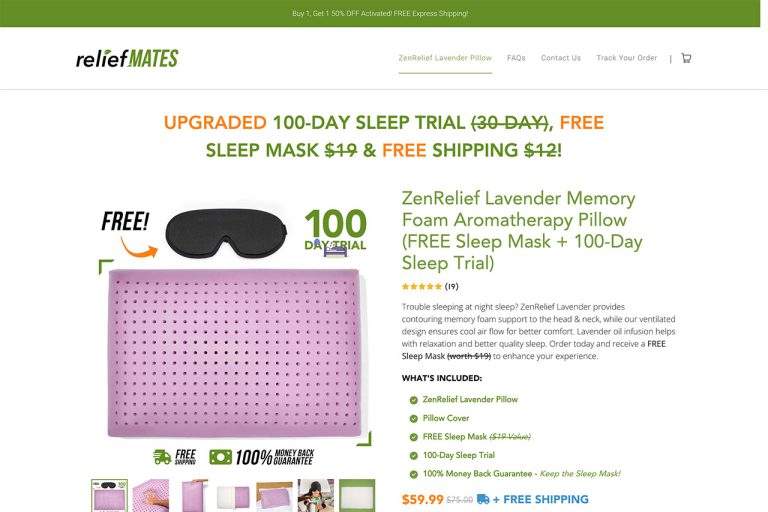 Buy 1, Get 1 50% OFF Activated! FREE Express Shipping!
reliefMATES
ZenRelief Lavender Pillow
FAQs
Contact Us
Track Your Order
UPGRADED 100-DAY SLEEP TRIAL (30 DAY), FREE
SLEEP MASK $19 & FREE SHIPPING $12!
FREE!
100
DAY TRIAL
FREE
SHIPPING
100% MONEY BACK
GUARANTEE
ZenRelief Lavender Memory
Foam Aromatherapy Pillow
(FREE Sleep Mask + 100-Day
Sleep Trial)
(19)
Trouble sleeping at night sleep? ZenRelief Lavender provides
contouring memory foam support to the head & neck, while our ventilated
design ensures cool air flow for better comfort. Lavender oil infusion helps
with relaxation and better quality sleep. Order today and receive a FREE
Sleep Mask (worth $19) to enhance your experience.
WHAT'S INCLUDED:
ZenRelief Lavender Pillow
Pillow Cover
FREE Sleep Mask ($19 Value)
100-Day Sleep Trial
100% Money Back Guarantee - Keep the Sleep Mask!
$59.99 $75.00 + FREE SHIPPING